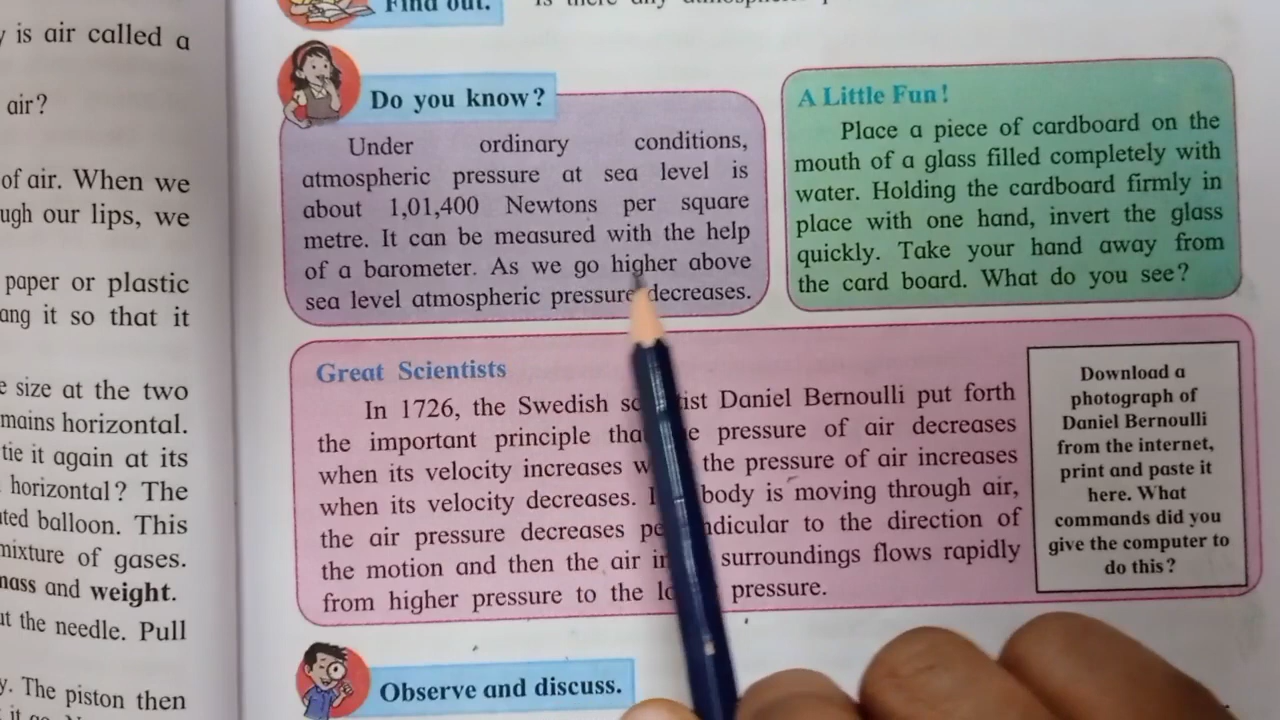 y is air called a
air?
of air. When we
ugh our lips, we
paper or plastic
ang it so that it
e size at the two
mains horizontal.
tie it again at its
horizontal? The
ated balloon. This
mixture of gases.
mass and weight.
ut the needle. Pull
y. The piston then
Find out.
Is there any
Do you know?
Under ordinary conditions,
atmospheric pressure at sea level is
about 1,01,400 Newtons per square
metre. It can be measured with the help
of a barometer. As we go higher above
sea level atmospheric pressure decreases.
A Little Fun!
Place a piece of cardboard on the
mouth of a glass filled completely with
water. Holding the cardboard firmly in
place with one hand, invert the glass
quickly. Take your hand away from
the card board. What do you see?
Great Scientists
In 1726, the Swedish Daniel Bernoulli put forth
the important principle pressure of air decreases
when its velocity increases the pressure of air increases
when its velocity decreases. body is moving through air,
the air pressure decreases to the direction of
the motion and then the air surroundings flows rapidly
from higher pressure to the pressure.
Download a
photograph of
Daniel Bernoulli
from the internet,
print and paste it
here. What
commands did you
give the computer to
do this?
Observe and discuss.